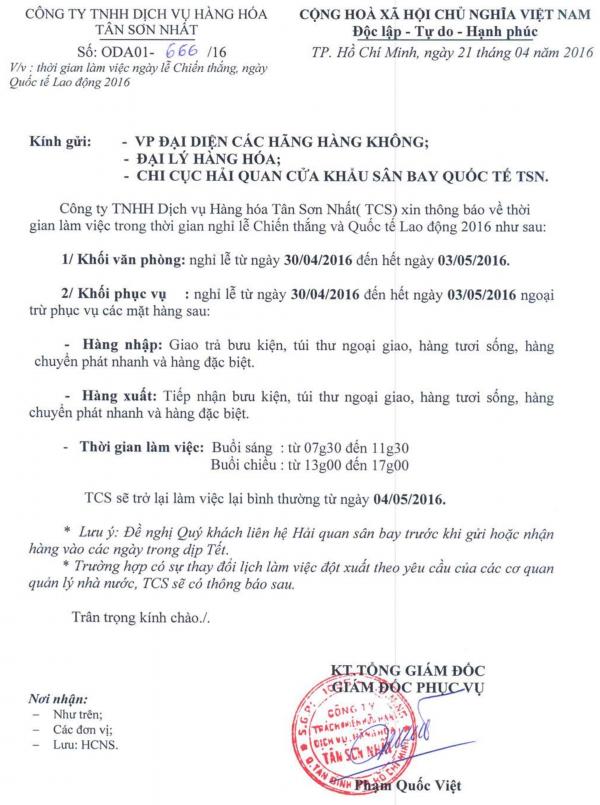 CÔNG TY TNHH DỊCH VỤ HÀNG HÓA
TÂN SƠN NHẤT
Số: ODA01- 666 /16
V/v : thời gian làm việc ngày lễ Chiến thắng, ngày
Quốc tế Lao động 2016
CỘNG HOÀ XÃ HỘI CHỦ NGHĨA VIỆT NAM
Độc lập - Tự do - Hạnh phúc
TP. Hồ Chí Minh, ngày 21 tháng 04 năm 2016
Kính gửi: - VP ĐẠI DIỆN CÁC HÃNG HÀNG KHÔNG;
- ĐẠI LÝ HÀNG HÓA;
- CHI CỤC HẢI QUAN CỬA KHẨU SÂN BAY QUỐC TẾ TSN.
Công ty TNHH Dịch vụ Hàng hóa Tân Sơn Nhất( TCS) xin thông báo về thời
gian làm việc trong thời gian nghỉ lễ Chiến thắng và Quốc tế Lao động 2016 như sau:
1/ Khối văn phòng: nghỉ lễ từ ngày 30/04/2016 đến hết ngày 03/05/2016.
2/ Khối phục vụ : nghỉ lễ từ ngày 30/04/2016 đến hết ngày 03/05/2016 ngoại
trừ phục vụ các mặt hàng sau:
- Hàng nhập: Giao trả bưu kiện, túi thư ngoại giao, hàng tươi sống, hàng
chuyển phát nhanh và hàng đặc biệt.
- Hàng xuất: Tiếp nhận bưu kiện, túi thư ngoại giao, hàng tươi sống, hàng
chuyển phát nhanh và hàng đặc biệt.
- Thời gian làm việc: Buổi sáng : từ 07g30 đến 11g30
Buổi chiều : từ 13g00 đến 17g00
TCS sẽ trở lại làm việc lại bình thường từ ngày 04/05/2016.
* Lưu ý: Đề nghị Quý khách liên hệ Hải quan sân bay trước khi gửi hoặc nhận
hàng vào các ngày trong dịp Tết.
* Trường hợp có sự thay đổi lịch làm việc đột xuất theo yêu cầu của các cơ quan
quản lý nhà nước, TCS sẽ có thông báo sau.
Trân trọng kính chào./.
KT.TỔNG GIÁM ĐỐC
GIÁM ĐỐC PHỤC VỤ
CÔNG TY
TRÁCH NHIỆM HỮU HẠN
DỊCH VỤ HÀNG HÓA
TÂN SƠN NHẤT
Q.TÂN BÌNH TP HỒ CHÍ MINH
Phạm Quốc Việt
Nơi nhận:
– Như trên;
– Các đơn vị;
– Lưu: HCNS.